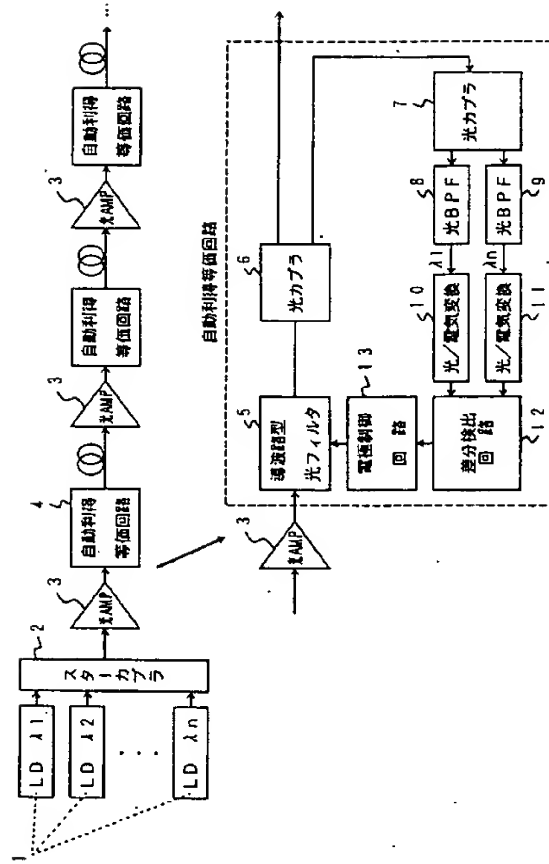 1
LD λ1
LD λ2
. . .
LD λn
2
スターカプラ
3
光AMP
4
自動利得
等価回路
3
光AMP
自動利得
等価回路
3
光AMP
自動利得
等価回路
...
自動利得等価回路
3
光AMP
5
導波路型
光フィルタ
6
光カプラ
13
電極制御
回路
7
光カプラ
8
光BPF
9
光BPF
λ1
λn
10
光/電気変換
11
光/電気変換
12
差分検出回
路